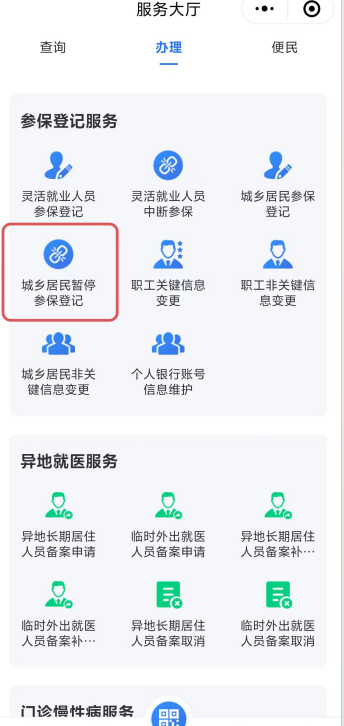 服务大厅
查询
办理
便民
参保登记服务
灵活就业人员
参保登记
灵活就业人员
中断参保
城乡居民参保
登记
城乡居民暂停
参保登记
职工关键信息
变更
职工非关键信
息变更
城乡居民非关
键信息变更
个人银行账号
信息维护
异地就医服务
异地长期居住
人员备案申请
临时外出就医
人员备案申请
异地长期居住
人员备案补…
临时外出就医
人员备案补…
异地长期居住
人员备案取消
临时外出就医
人员备案取消
门诊慢性病服务